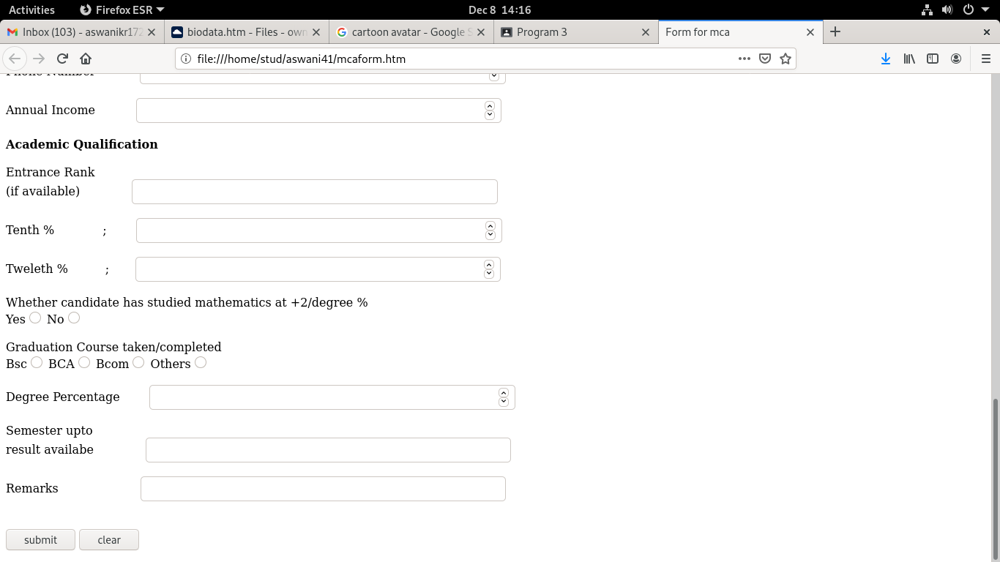 Activities Firefox ESR Dec 8 14:16
Inbox (103) - aswanikr172 biodata.htm - Files - own cartoon avatar - Google S Program 3 Form for mca
file:///home/stud/aswani41/mcaform.htm
Phone Number
Annual Income
Academic Qualification
Entrance Rank
(if available)
Tenth % ;
Tweleth % ;
Whether candidate has studied mathematics at +2/degree %
Yes No
Graduation Course taken/completed
Bsc BCA Bcom Others
Degree Percentage
Semester upto
result availabe
Remarks
submit clear